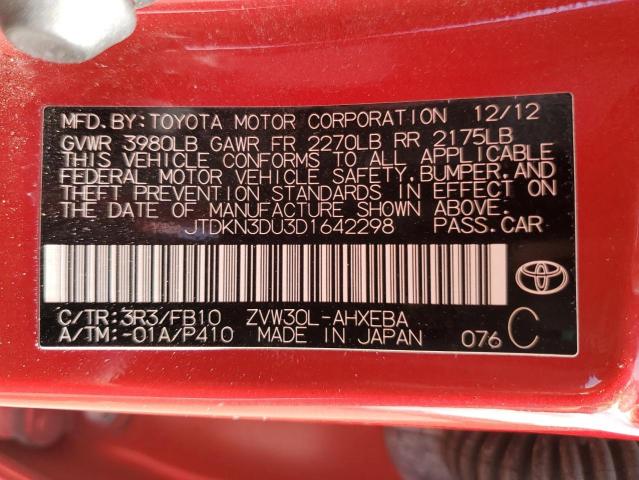 MFD.BY:TOYOTA MOTOR CORPORATION 12/12
GVWR 3980LB GAWR FR 2270LB RR 2175LB
THIS VEHICLE CONFORMS TO ALL APPLICABLE
FEDERAL MOTOR VEHICLE SAFETY,BUMPER,AND
THEFT PREVENTION STANDARDS IN EFFECT ON
THE DATE OF MANUFACTURE SHOWN ABOVE.
JTDKN3DU3D1642298 PASS.CAR
C/TR:3R3/FB10 ZVW30L-AHXEBA
A/TM:-01A/P410 MADE IN JAPAN 076 C